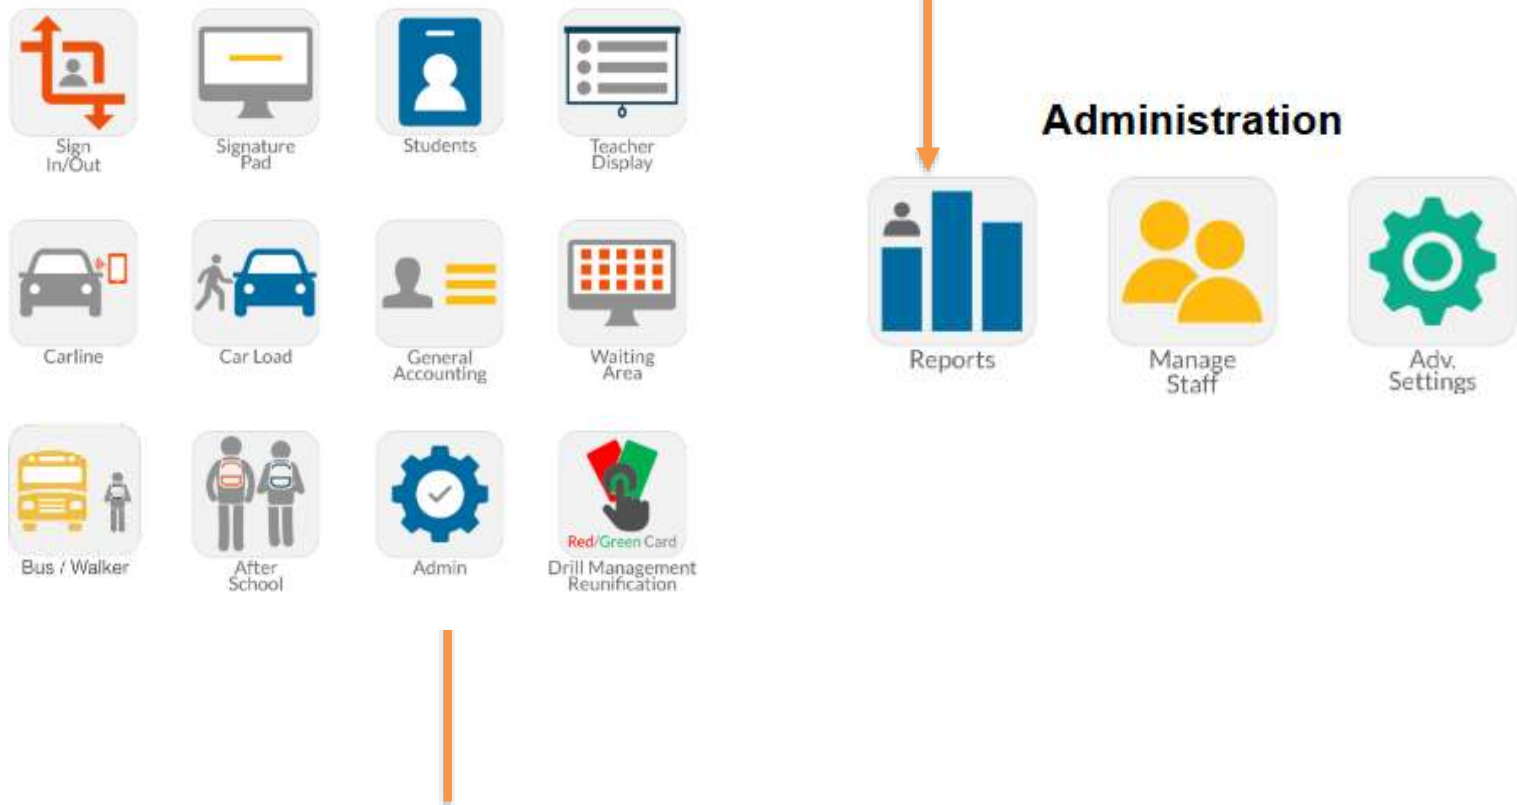 Sign
In/Out
Signature
Pad
Students
Teacher
Display
Carline
Car Load
General
Accounting
Waiting
Area
Bus / Walker
After
School
Admin
Red/Green Card
Drill Management
Reunification
Administration
Reports
Manage
Staff
Adv.
Settings